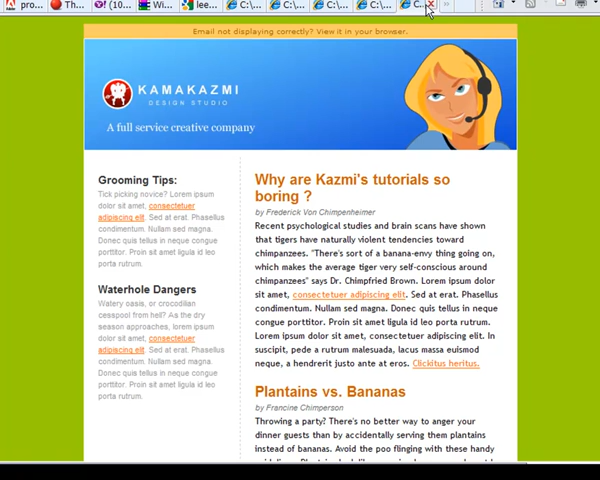 pro...
Th...
(10...
Wi...
lee...
C:\...
C:\...
C:\...
C:\...
C...
Email not displaying correctly? View it in your browser.
KAMAKAZMI
DESIGN STUDIO
A full service creative company
Grooming Tips:
Tick picking novice? Lorem ipsum
dolor sit amet, consectetuer
adipiscing elit. Sed at erat. Phasellus
condimentum. Nullam sed magna.
Donec quis tellus in neque congue
porttitor. Proin sit amet ligula id leo
porta rutrum.
Waterhole Dangers
Watery oasis, or crocodilian
cesspool from hell? As the dry
season approaches, lorem ipsum
dolor sit amet, consectetuer
adipiscing elit. Sed at erat. Phasellus
condimentum. Nullam sed magna.
Donec quis tellus in neque congue
porttitor. Proin sit amet ligula id leo
porta rutrum.
Why are Kazmi's tutorials so
boring ?
by Frederick Von Chimpenheimer
Recent psychological studies and brain scans have shown
that tigers have naturally violent tendencies toward
chimpanzees. "There's sort of a banana-envy thing going on,
which makes the average tiger very self-conscious around
chimpanzees" says Dr. Chimpfried Brown. Lorem ipsum dolor
sit amet, consectetuer adipiscing elit. Sed at erat. Phasellus
condimentum. Nullam sed magna. Donec quis tellus in neque
congue porttitor. Proin sit amet ligula id leo porta rutrum.
Lorem ipsum dolor sit amet, consectetuer adipiscing elit. In
suscipit, pede a rutrum malesuada, lacus massa euismod
neque, a hendrerit justo ante at eros. Clickitus heritus.
Plantains vs. Bananas
by Francine Chimperson
Throwing a party? There's no better way to anger your
dinner guests than by accidentally serving them plantains
instead of bananas. Avoid the poo flinging with these handy